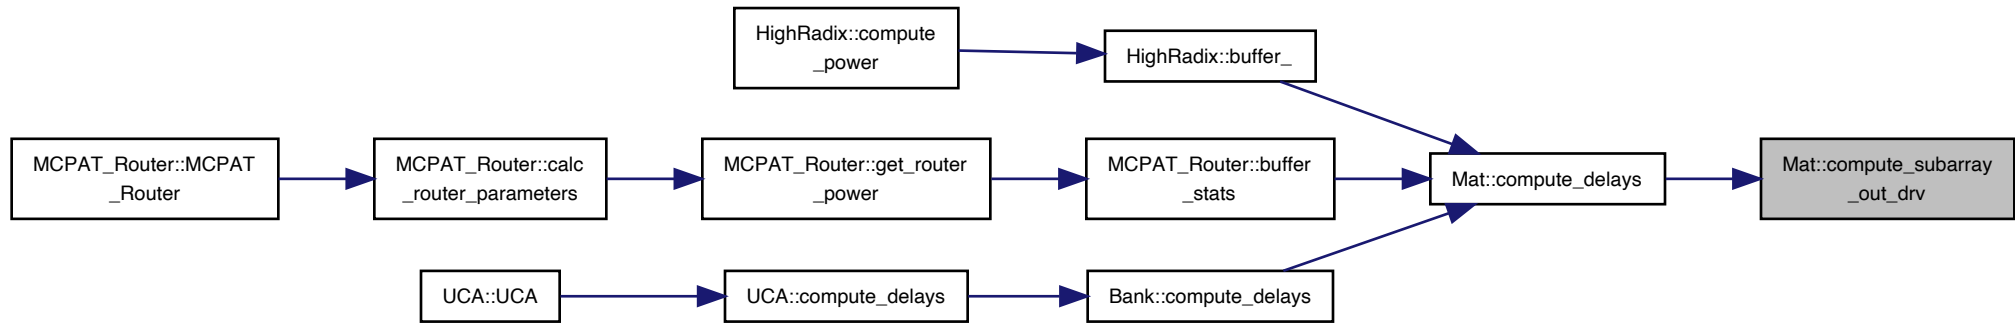 HighRadix::compute
_power
HighRadix::buffer_
MCPAT_Router::MCPAT
_Router
MCPAT_Router::calc
_router_parameters
MCPAT_Router::get_router
_power
MCPAT_Router::buffer
_stats
Mat::compute_delays
Mat::compute_subarray
_out_drv
UCA::UCA
UCA::compute_delays
Bank::compute_delays